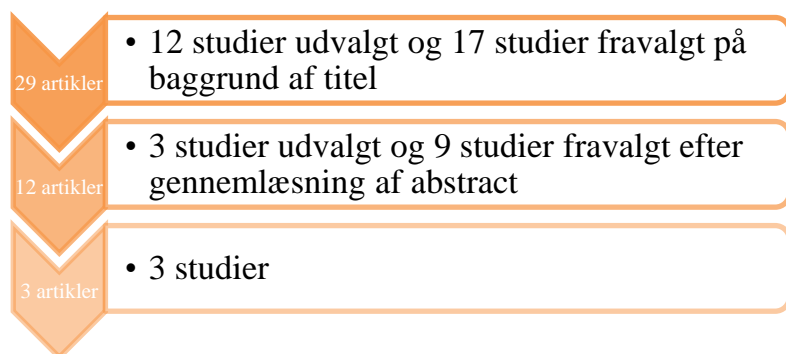 29 artikler
• 12 studier udvalgt og 17 studier fravalgt på
baggrund af titel
12 artikler
• 3 studier udvalgt og 9 studier fravalgt efter
gennemlæsning af abstract
3 artikler
• 3 studier